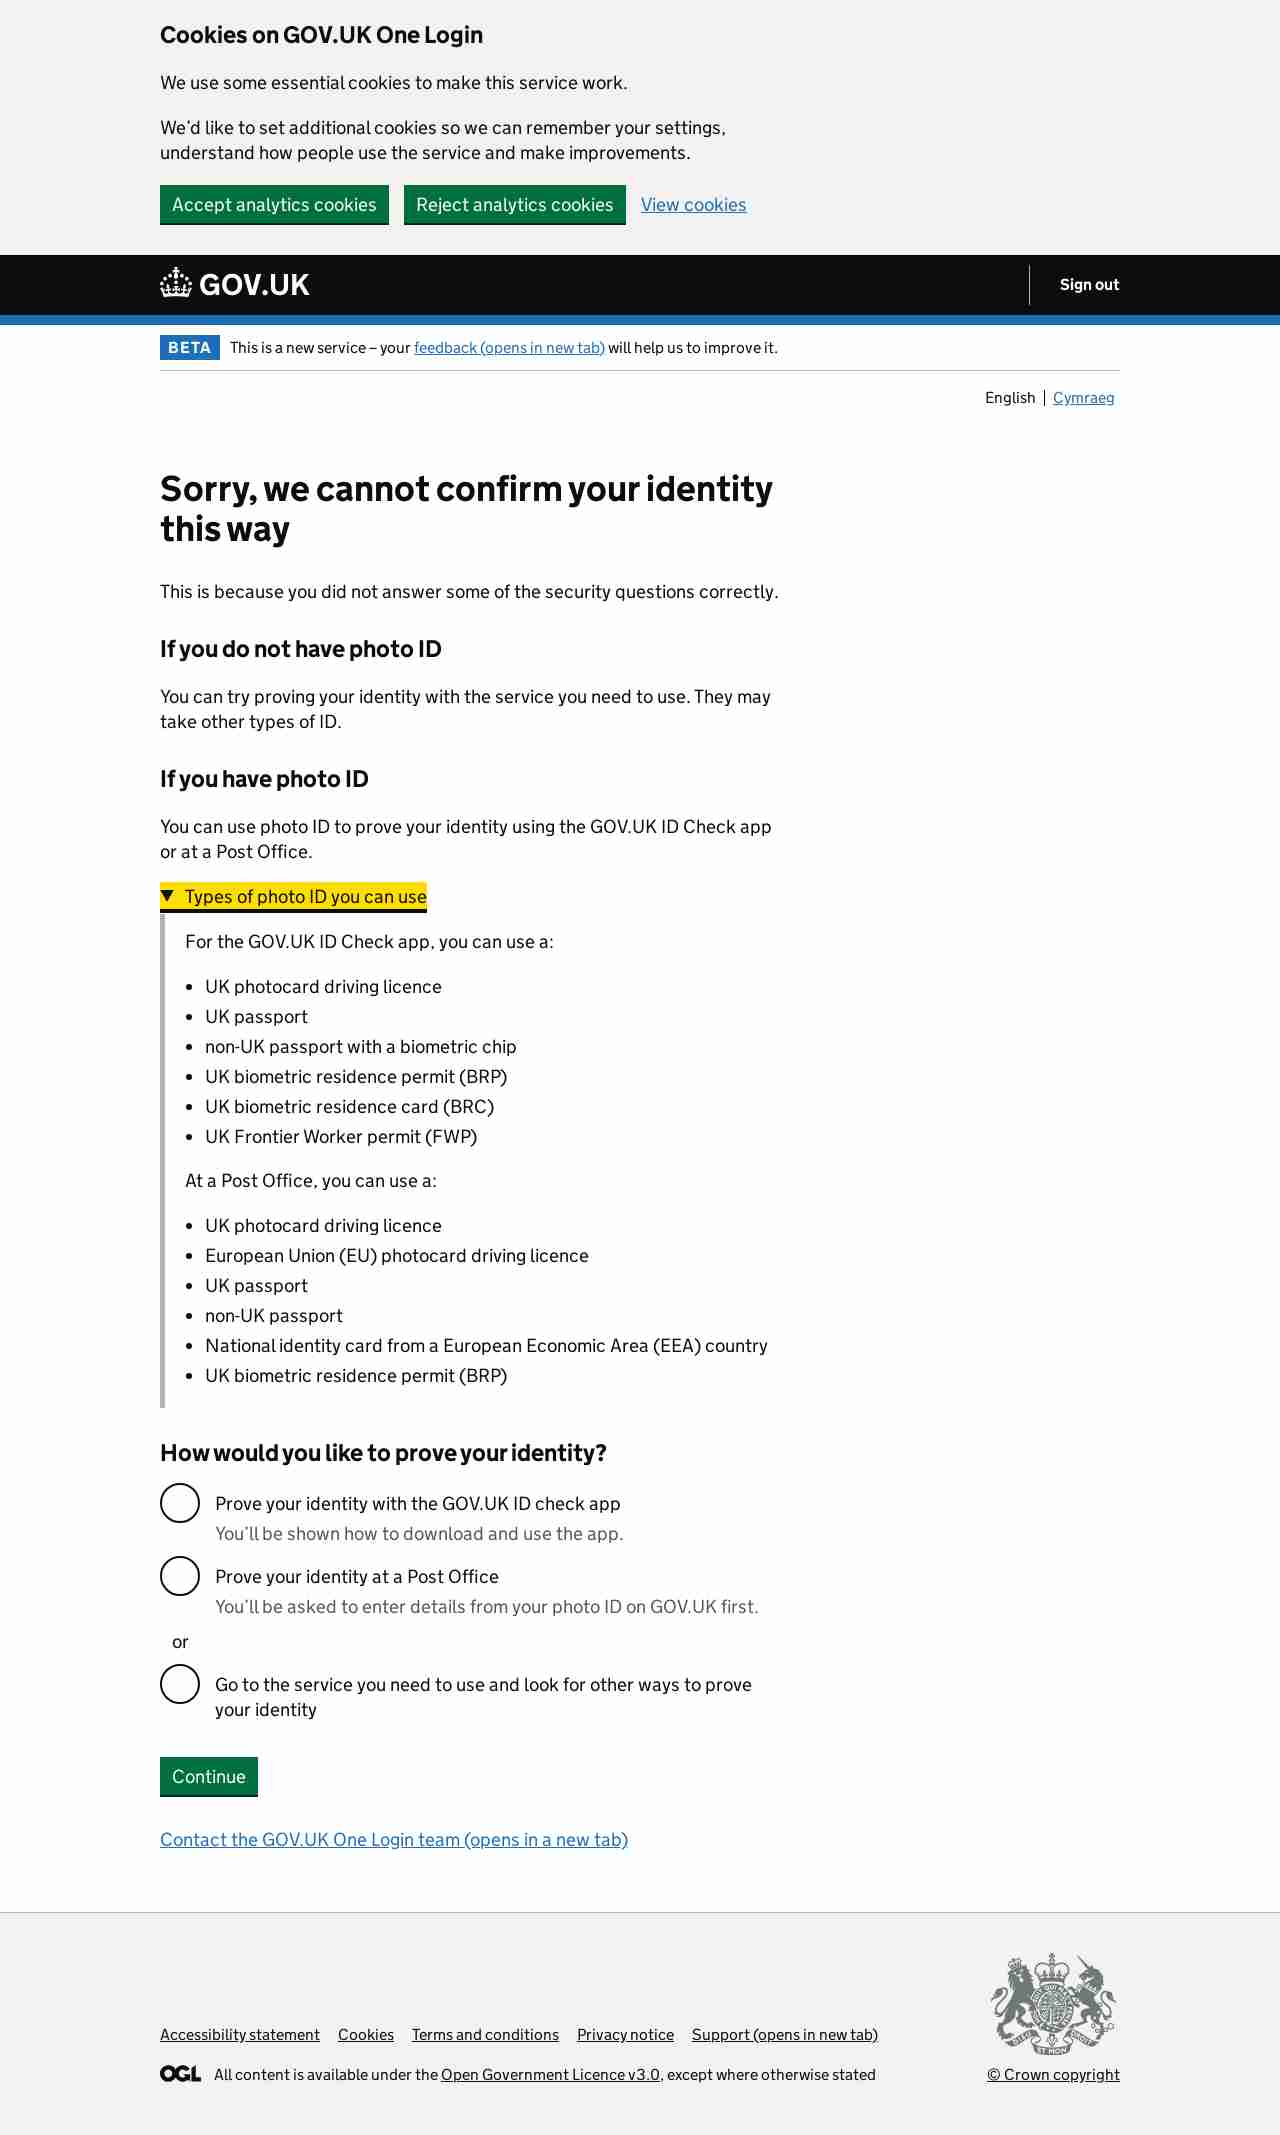 Cookies on GOV.UK One Login
We use some essential cookies to make this service work.
We’d like to set additional cookies so we can remember your settings,
understand how people use the service and make improvements.
Accept analytics cookies Reject analytics cookies View cookies
GOV.UK Sign out
BETA This is a new service – your feedback (opens in new tab) will help us to improve it.
English Cymraeg
Sorry, we cannot confirm your identity
this way
This is because you did not answer some of the security questions correctly.
If you do not have photo ID
You can try proving your identity with the service you need to use. They may
take other types of ID.
If you have photo ID
You can use photo ID to prove your identity using the GOV.UK ID Check app
or at a Post Office.
Types of photo ID you can use
For the GOV.UK ID Check app, you can use a:
• UK photocard driving licence
• UK passport
• non-UK passport with a biometric chip
• UK biometric residence permit (BRP)
• UK biometric residence card (BRC)
• UK Frontier Worker permit (FWP)
At a Post Office, you can use a:
• UK photocard driving licence
• European Union (EU) photocard driving licence
• UK passport
• non-UK passport
• National identity card from a European Economic Area (EEA) country
• UK biometric residence permit (BRP)
How would you like to prove your identity?
Prove your identity with the GOV.UK ID check app
You’ll be shown how to download and use the app.
Prove your identity at a Post Office
You’ll be asked to enter details from your photo ID on GOV.UK first.
or
Go to the service you need to use and look for other ways to prove
your identity
Continue
Contact the GOV.UK One Login team (opens in a new tab)
Accessibility statement Cookies Terms and conditions Privacy notice Support (opens in new tab)
OGL All content is available under the Open Government Licence v3.0, except where otherwise stated
© Crown copyright